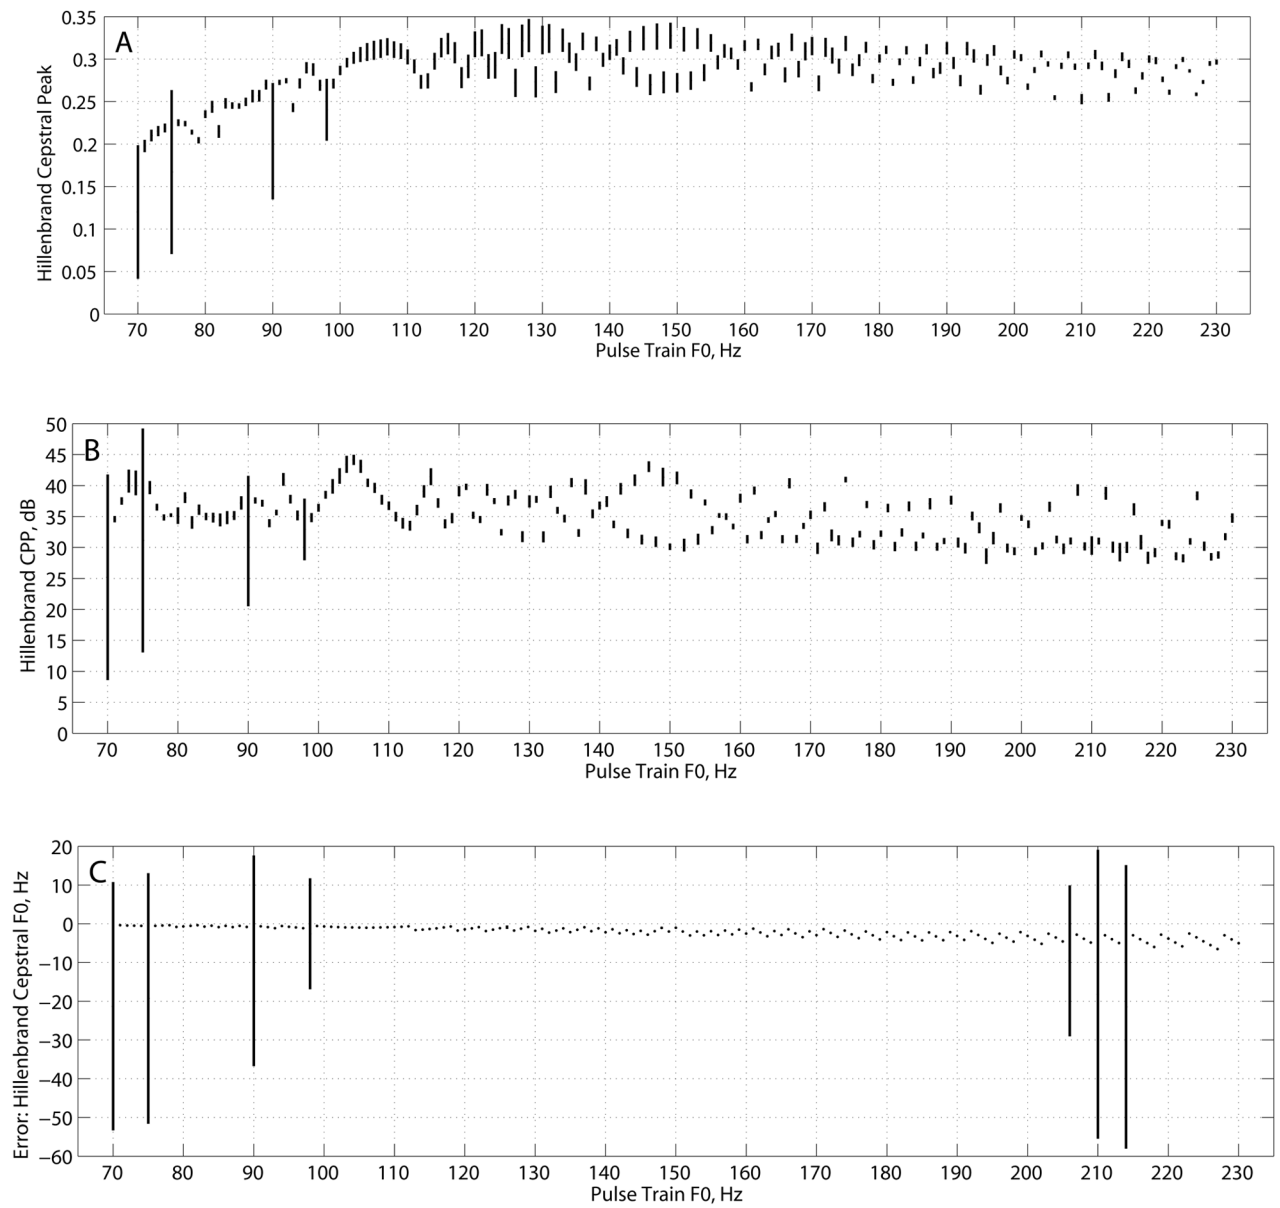 A
Hillenbrand Cepstral Peak
0.35
0.3
0.25
0.2
0.15
0.1
0.05
0
70 80 90 100 110 120 130 140 150 160 170 180 190 200 210 220 230
Pulse Train F0, Hz
B
Hillenbrand CPP, dB
50
45
40
35
30
25
20
15
10
5
0
70 80 90 100 110 120 130 140 150 160 170 180 190 200 210 220 230
Pulse Train F0, Hz
C
Error: Hillenbrand Cepstral F0, Hz
20
10
0
−10
−20
−30
−40
−50
−60
70 80 90 100 110 120 130 140 150 160 170 180 190 200 210 220 230
Pulse Train F0, Hz